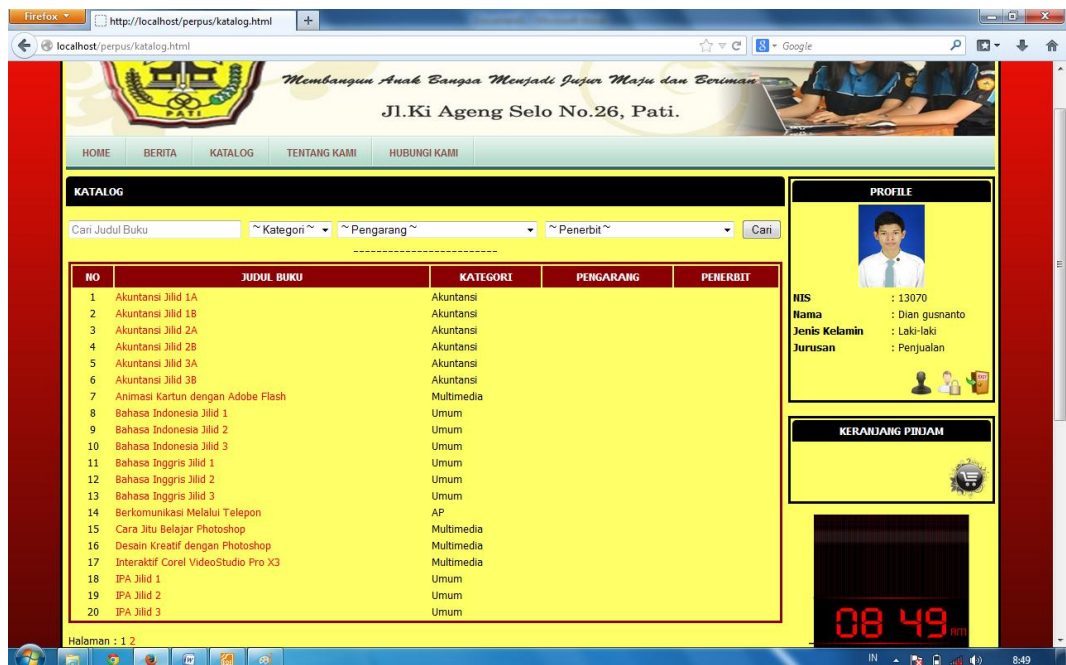 Firefox
http://localhost/perpus/katalog.html
localhost/perpus/katalog.html
Google
PATI
Membangun Anak Bangsa Menjadi Jujur Maju dan Beriman
Jl.Ki Ageng Selo No.26, Pati.
HOME BERITA KATALOG TENTANG KAMI HUBUNGI KAMI
KATALOG
Cari Judul Buku ~ Kategori ~ ~ Pengarang ~ ~ Penerbit ~ Cari
------------------------
NO JUDUL BUKU KATEGORI PENGARANG PENERBIT
1 Akuntansi Jilid 1A Akuntansi
2 Akuntansi Jilid 1B Akuntansi
3 Akuntansi Jilid 2A Akuntansi
4 Akuntansi Jilid 2B Akuntansi
5 Akuntansi Jilid 3A Akuntansi
6 Akuntansi Jilid 3B Akuntansi
7 Animasi Kartun dengan Adobe Flash Multimedia
8 Bahasa Indonesia Jilid 1 Umum
9 Bahasa Indonesia Jilid 2 Umum
10 Bahasa Indonesia Jilid 3 Umum
11 Bahasa Inggris Jilid 1 Umum
12 Bahasa Inggris Jilid 2 Umum
13 Bahasa Inggris Jilid 3 Umum
14 Berkomunikasi Melalui Telepon AP
15 Cara Jitu Belajar Photoshop Multimedia
16 Desain Kreatif dengan Photoshop Multimedia
17 Interaktif Corel VideoStudio Pro X3 Multimedia
18 IPA Jilid 1 Umum
19 IPA Jilid 2 Umum
20 IPA Jilid 3 Umum
Halaman : 1 2
PROFILE
NIS : 13070
Nama : Dian gusnanto
Jenis Kelamin : Laki-laki
Jurusan : Penjualan
EXIT
KERANJANG PINJAM
08 49 AM
IN 8:49